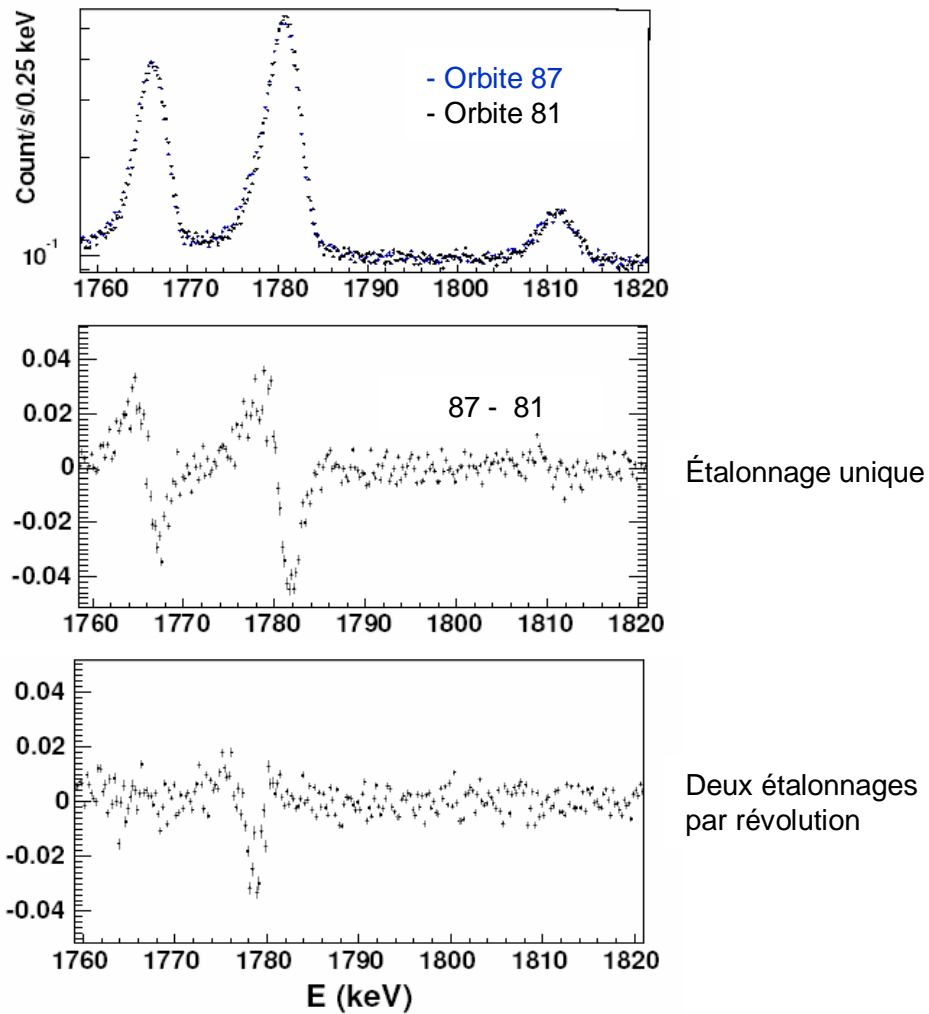 Count/s/0.25 keV
- Orbite 87
- Orbite 81
10⁻¹
1760 1770 1780 1790 1800 1810 1820
0.04
0.02
0
-0.02
-0.04
87 - 81
Étalonnage unique
1760 1770 1780 1790 1800 1810 1820
0.04
0.02
0
-0.02
-0.04
Deux étalonnages
par révolution
1760 1770 1780 1790 1800 1810 1820
E (keV)